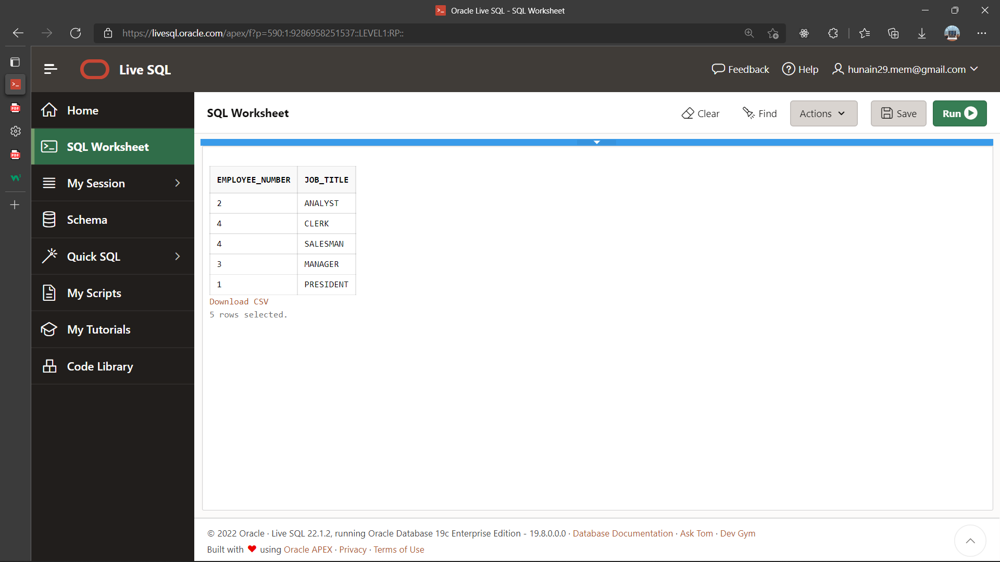 Oracle Live SQL - SQL Worksheet
https://livesql.oracle.com/apex/f?p=590:1:9286958251537::LEVEL1:RP::
Live SQL
Feedback
Help
hunain29.mem@gmail.com
PDF
PDF
Home
SQL Worksheet
My Session
Schema
Quick SQL
My Scripts
My Tutorials
Code Library
SQL Worksheet
Clear
Find
Actions
Save
Run
EMPLOYEE_NUMBER JOB_TITLE
2 ANALYST
4 CLERK
4 SALESMAN
3 MANAGER
1 PRESIDENT
Download CSV
5 rows selected.
© 2022 Oracle · Live SQL 22.1.2, running Oracle Database 19c Enterprise Edition - 19.8.0.0.0 · Database Documentation · Ask Tom · Dev Gym
Built with ❤ using Oracle APEX · Privacy · Terms of Use